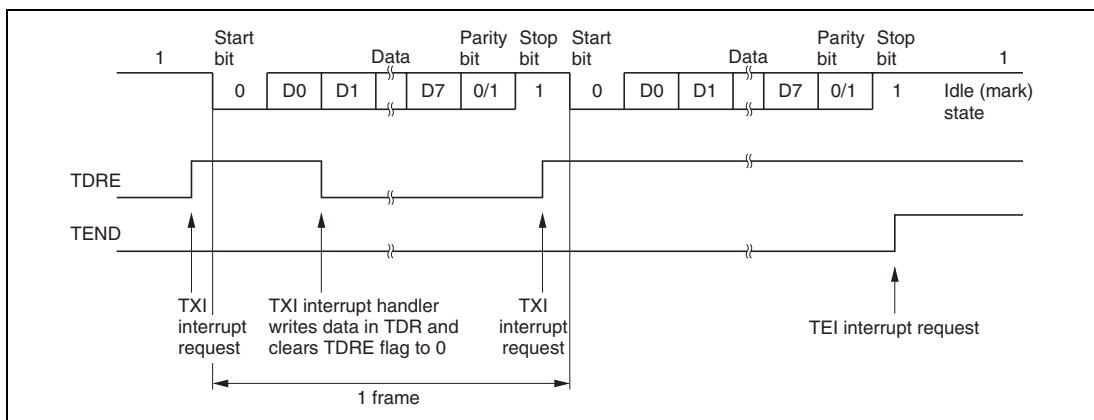 1
Start bit
Data
Parity bit
Stop bit
Start bit
Data
Parity bit
Stop bit
1
0 D0 D1 D7 0/1 1 0 D0 D1 D7 0/1 1 Idle (mark) state
TDRE
TEND
TXI
interrupt
request
TXI interrupt handler
writes data in TDR and
clears TDRE flag to 0
TXI
interrupt
request
TEI interrupt request
1 frame